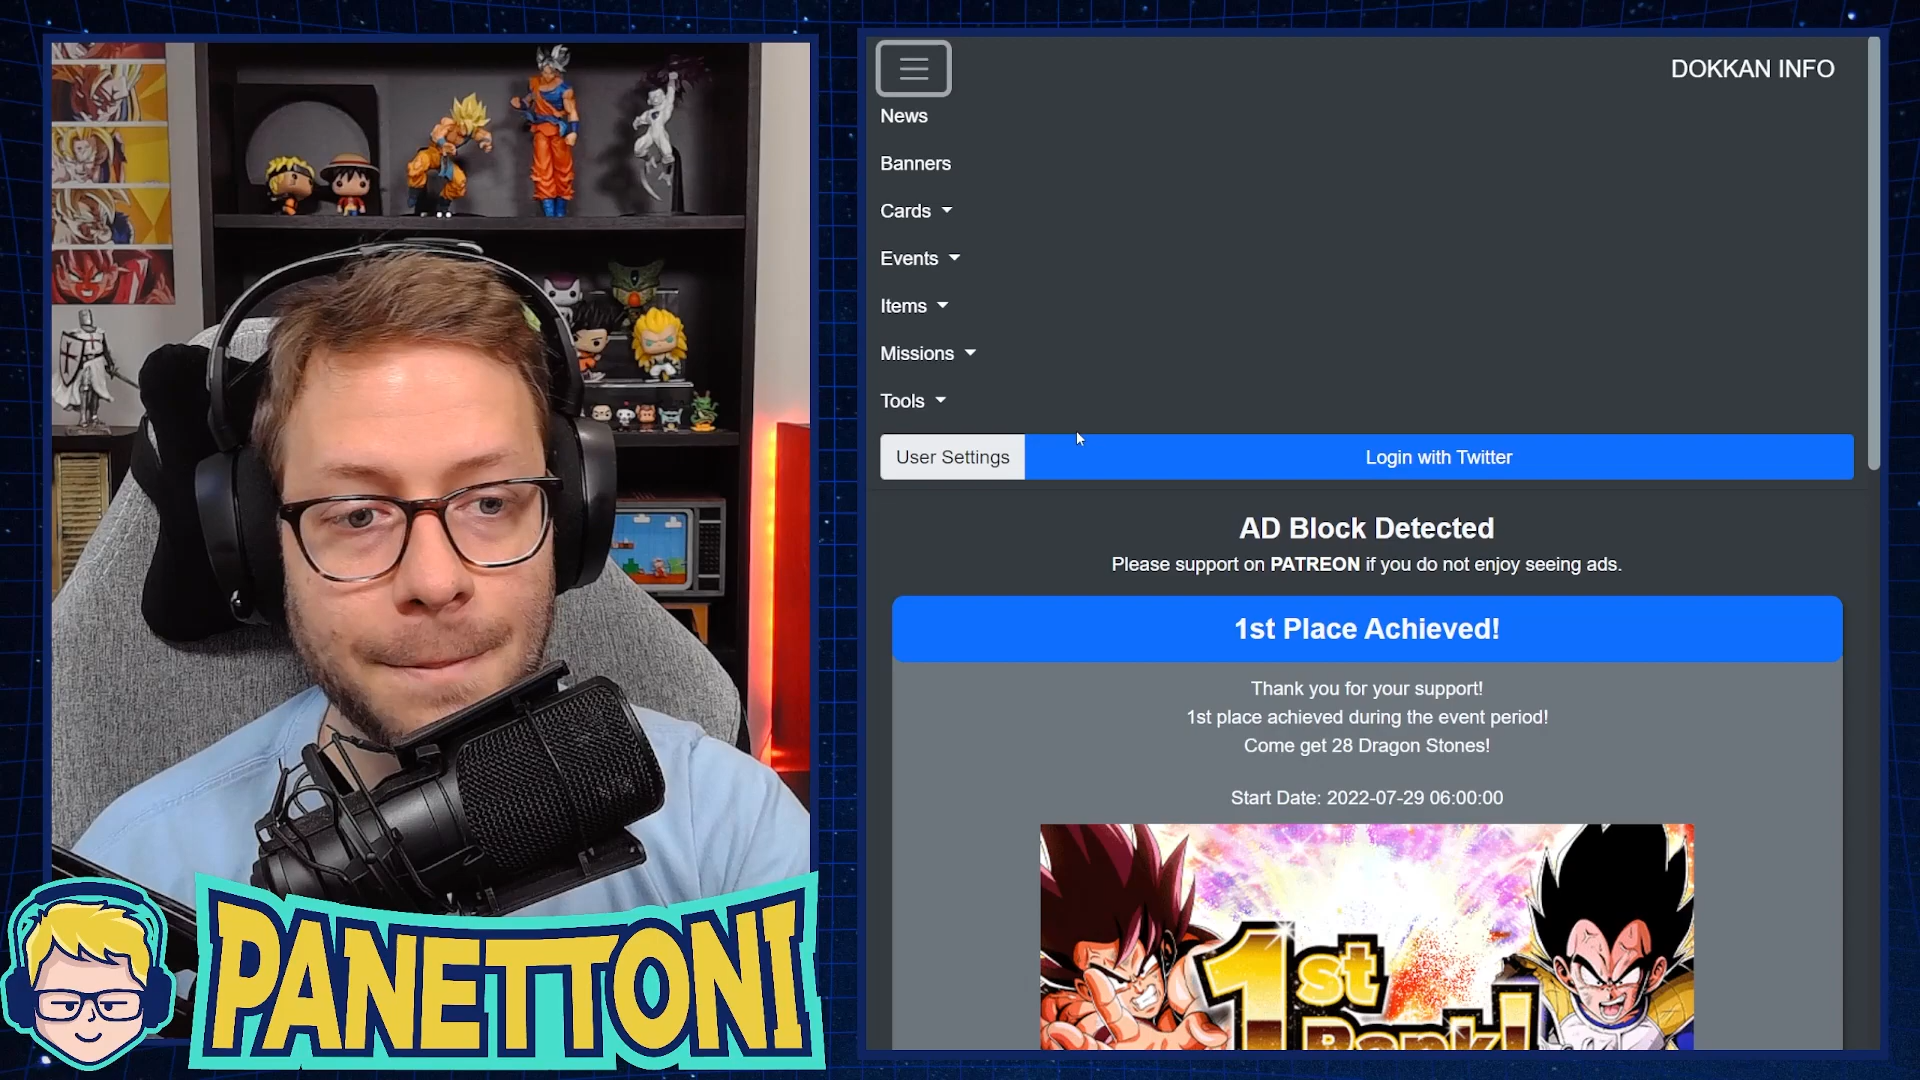 DOKKAN INFO
News
Banners
Cards
Events
Items
Missions
Tools
User Settings
Login with Twitter
AD Block Detected
Please support on PATREON if you do not enjoy seeing ads.
1st Place Achieved!
Thank you for your support!
1st place achieved during the event period!
Come get 28 Dragon Stones!
Start Date: 2022-07-29 06:00:00
1st
Rank!
PANETTONI